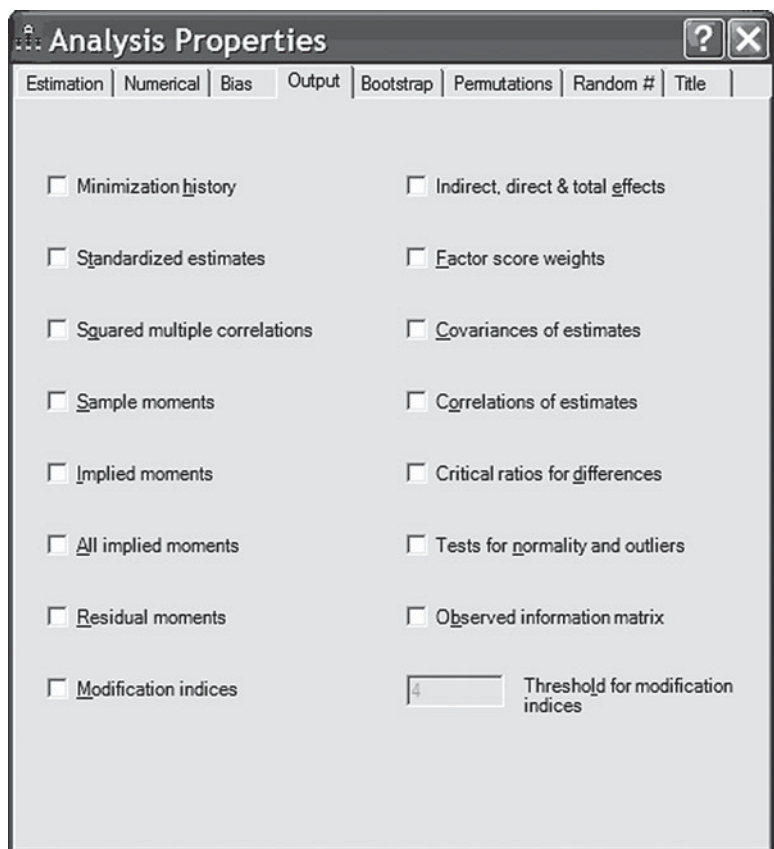 Analysis Properties
Estimation Numerical Bias Output Bootstrap Permutations Random # Title
Minimization history
Indirect, direct & total effects
Standardized estimates
Factor score weights
Squared multiple correlations
Covariances of estimates
Sample moments
Correlations of estimates
Implied moments
Critical ratios for differences
All implied moments
Tests for normality and outliers
Residual moments
Observed information matrix
Modification indices
4
Threshold for modification
indices